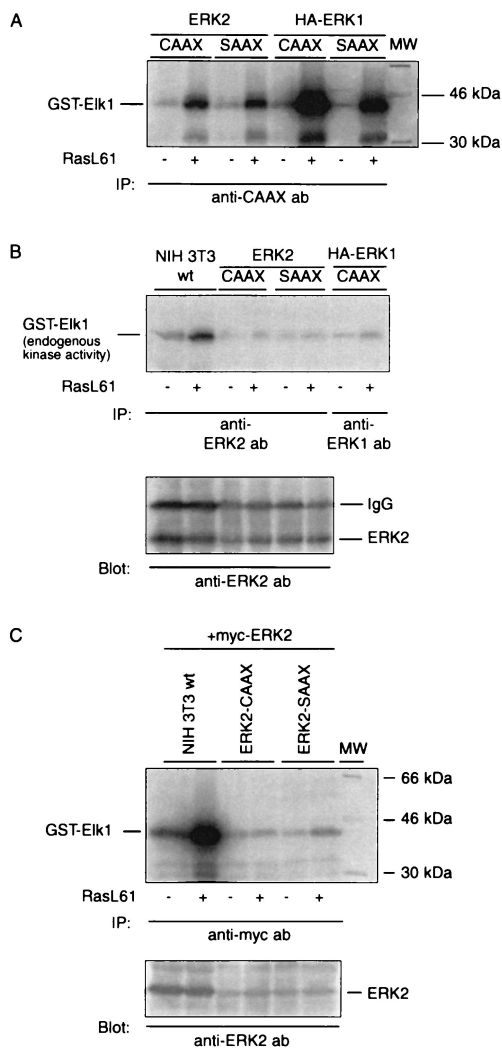 A
ERK2 HA-ERK1
CAAX SAAX CAAX SAAX MW
GST-Elk1
46 kDa
30 kDa
RasL61 - + - + - + - +
IP:
anti-CAAX ab
B
NIH 3T3 wt
ERK2 HA-ERK1
CAAX SAAX CAAX
GST-Elk1
(endogenous
kinase activity)
RasL61 - + - + - + - +
IP:
anti- anti-
ERK2 ab ERK1 ab
IgG
ERK2
Blot:
anti-ERK2 ab
C
+myc-ERK2
NIH 3T3 wt ERK2-CAAX ERK2-SAAX MW
66 kDa
GST-Elk1
46 kDa
30 kDa
RasL61 - + - + - +
IP:
anti-myc ab
ERK2
Blot:
anti-ERK2 ab